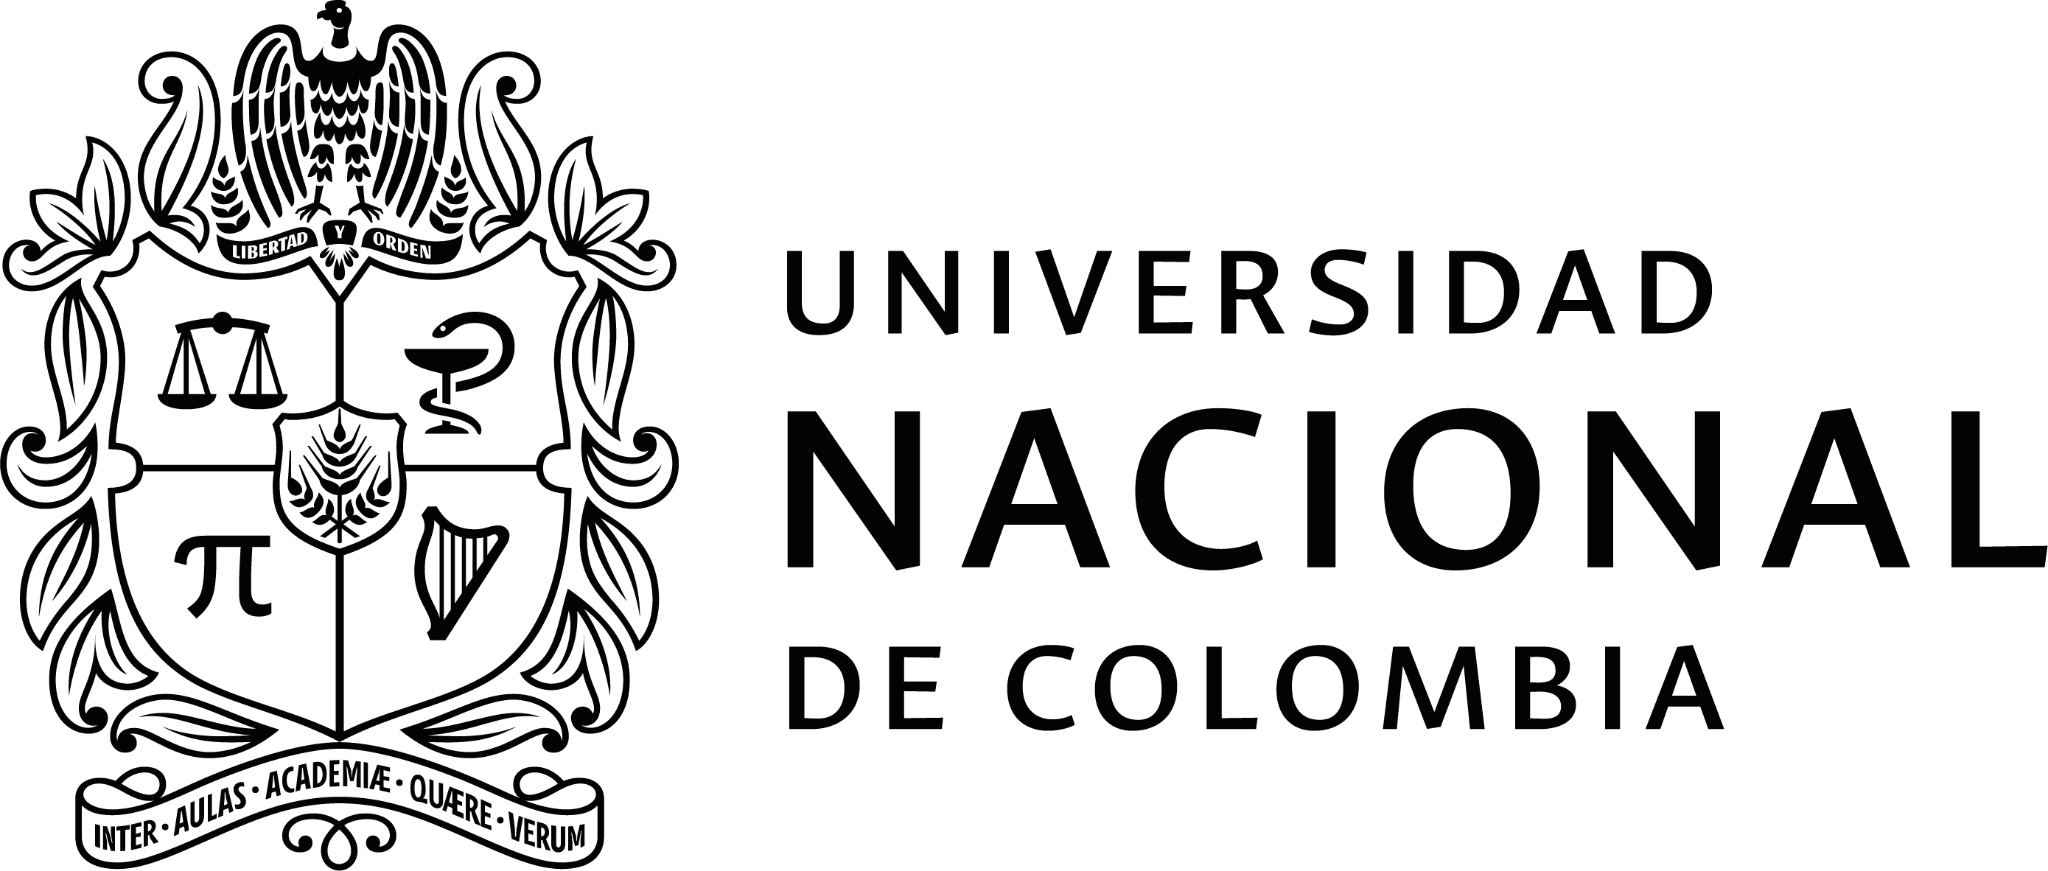 LIBERTAD Y ORDEN
INTER · AULAS · ACADEMIÆ · QUÆRE · VERUM
UNIVERSIDAD
NACIONAL
DE COLOMBIA
π